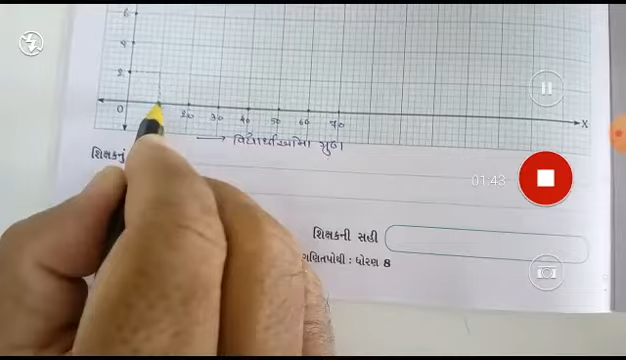 6
4
2
0 20 30 40 50 60 70 X
→ વિદ્યાર્થીઓના ગુણ
શિક્ષકનું
01:43
શિક્ષકની સહી
ગણિતપોથી : ધોરણ 8